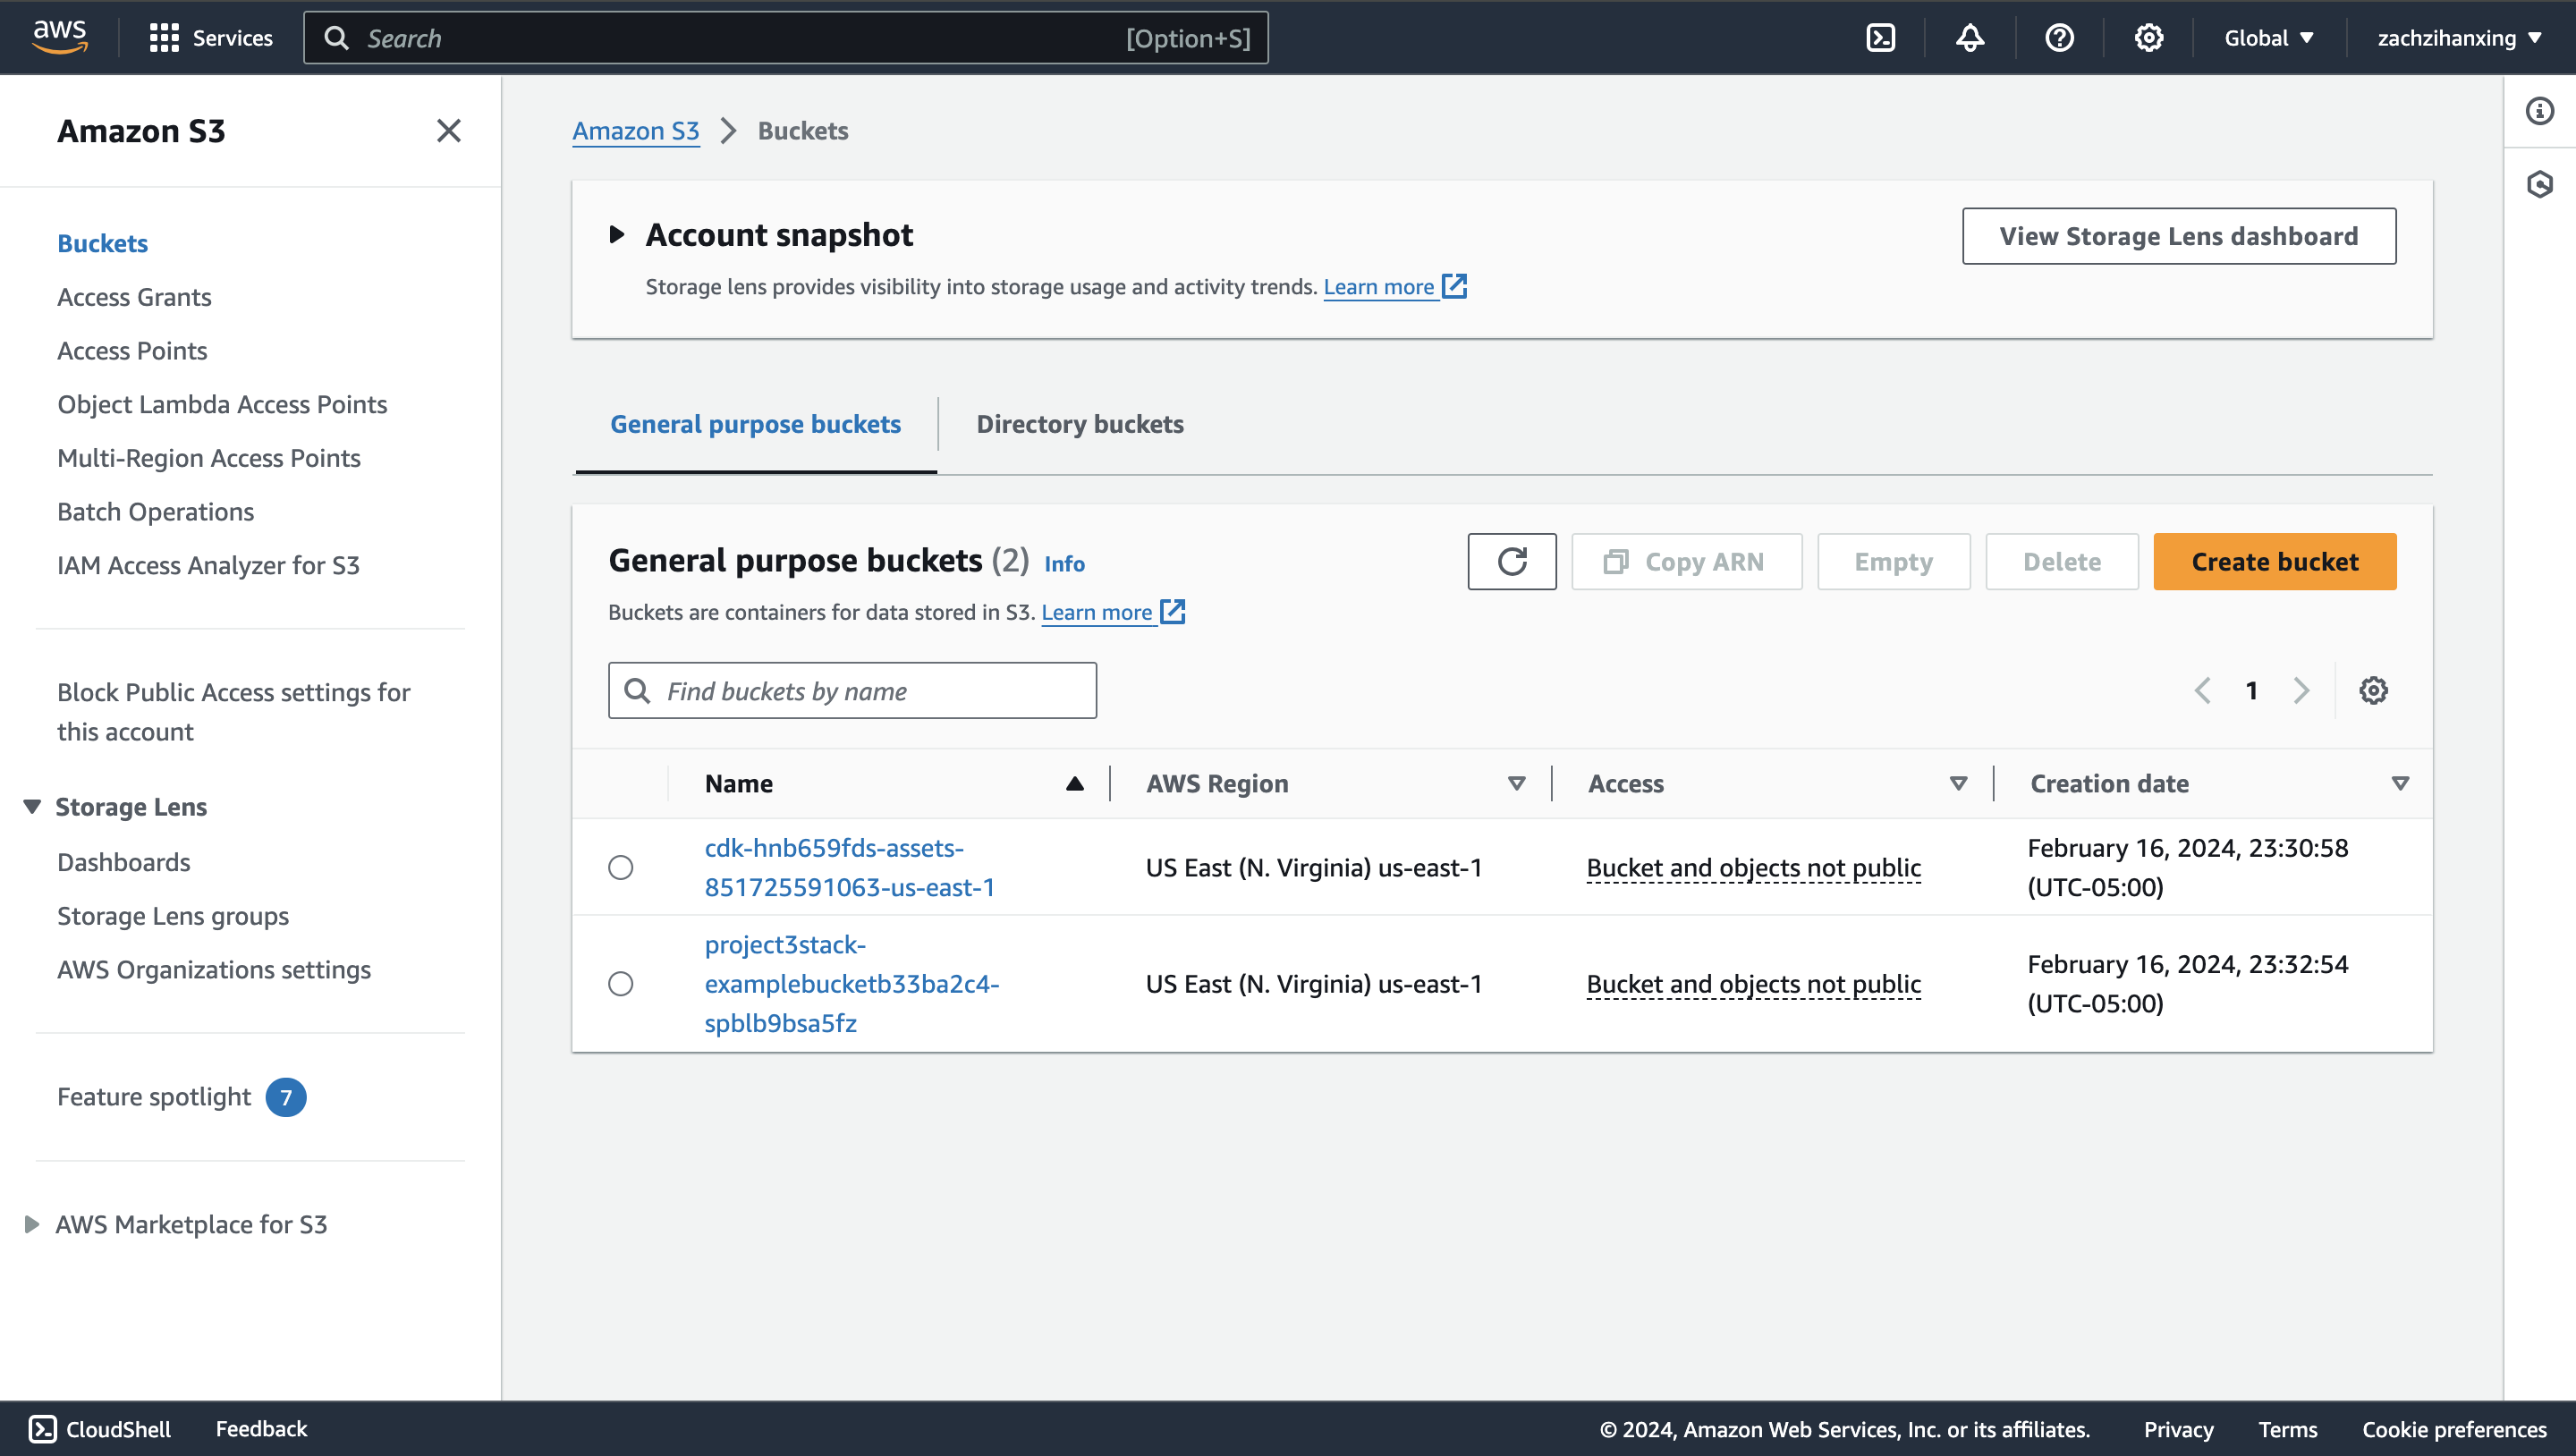 aws
Services
Search [Option+S]
Global
zachzihanxing
Amazon S3
Buckets
Access Grants
Access Points
Object Lambda Access Points
Multi-Region Access Points
Batch Operations
IAM Access Analyzer for S3
Block Public Access settings for
this account
Storage Lens
Dashboards
Storage Lens groups
AWS Organizations settings
Feature spotlight 7
AWS Marketplace for S3
Amazon S3 > Buckets
Account snapshot
View Storage Lens dashboard
Storage lens provides visibility into storage usage and activity trends. Learn more
General purpose buckets
Directory buckets
General purpose buckets (2) Info
Copy ARN
Empty
Delete
Create bucket
Buckets are containers for data stored in S3. Learn more
Find buckets by name
1
Name AWS Region Access Creation date
cdk-hnb659fds-assets-
851725591063-us-east-1
US East (N. Virginia) us-east-1
Bucket and objects not public
February 16, 2024, 23:30:58
(UTC-05:00)
project3stack-
examplebucketb33ba2c4-
spblb9bsa5fz
US East (N. Virginia) us-east-1
Bucket and objects not public
February 16, 2024, 23:32:54
(UTC-05:00)
CloudShell
Feedback
© 2024, Amazon Web Services, Inc. or its affiliates.
Privacy
Terms
Cookie preferences